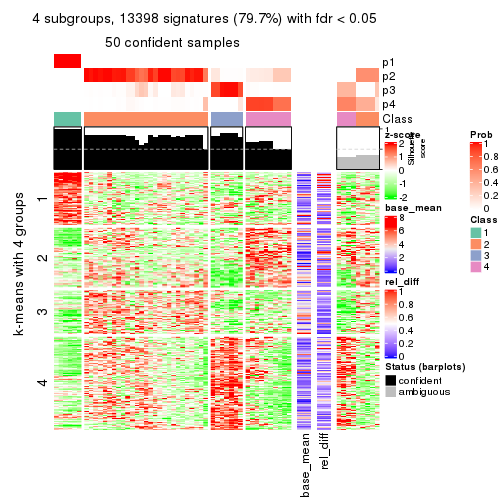 4 subgroups, 13398 signatures (79.7%) with fdr < 0.05
50 confident samples
p1
p2
p3
p4
Class
Silhouette
score
z-score
2
1
0
-1
-2
base_mean
8
6
4
2
0
rel_diff
1
0.8
0.6
0.4
0.2
0
Status (barplots)
confident
ambiguous
Prob
1
0.8
0.6
0.4
0.2
0
Class
1
2
3
4
k-means with 4 groups
1
2
3
4
base_mean
rel_diff